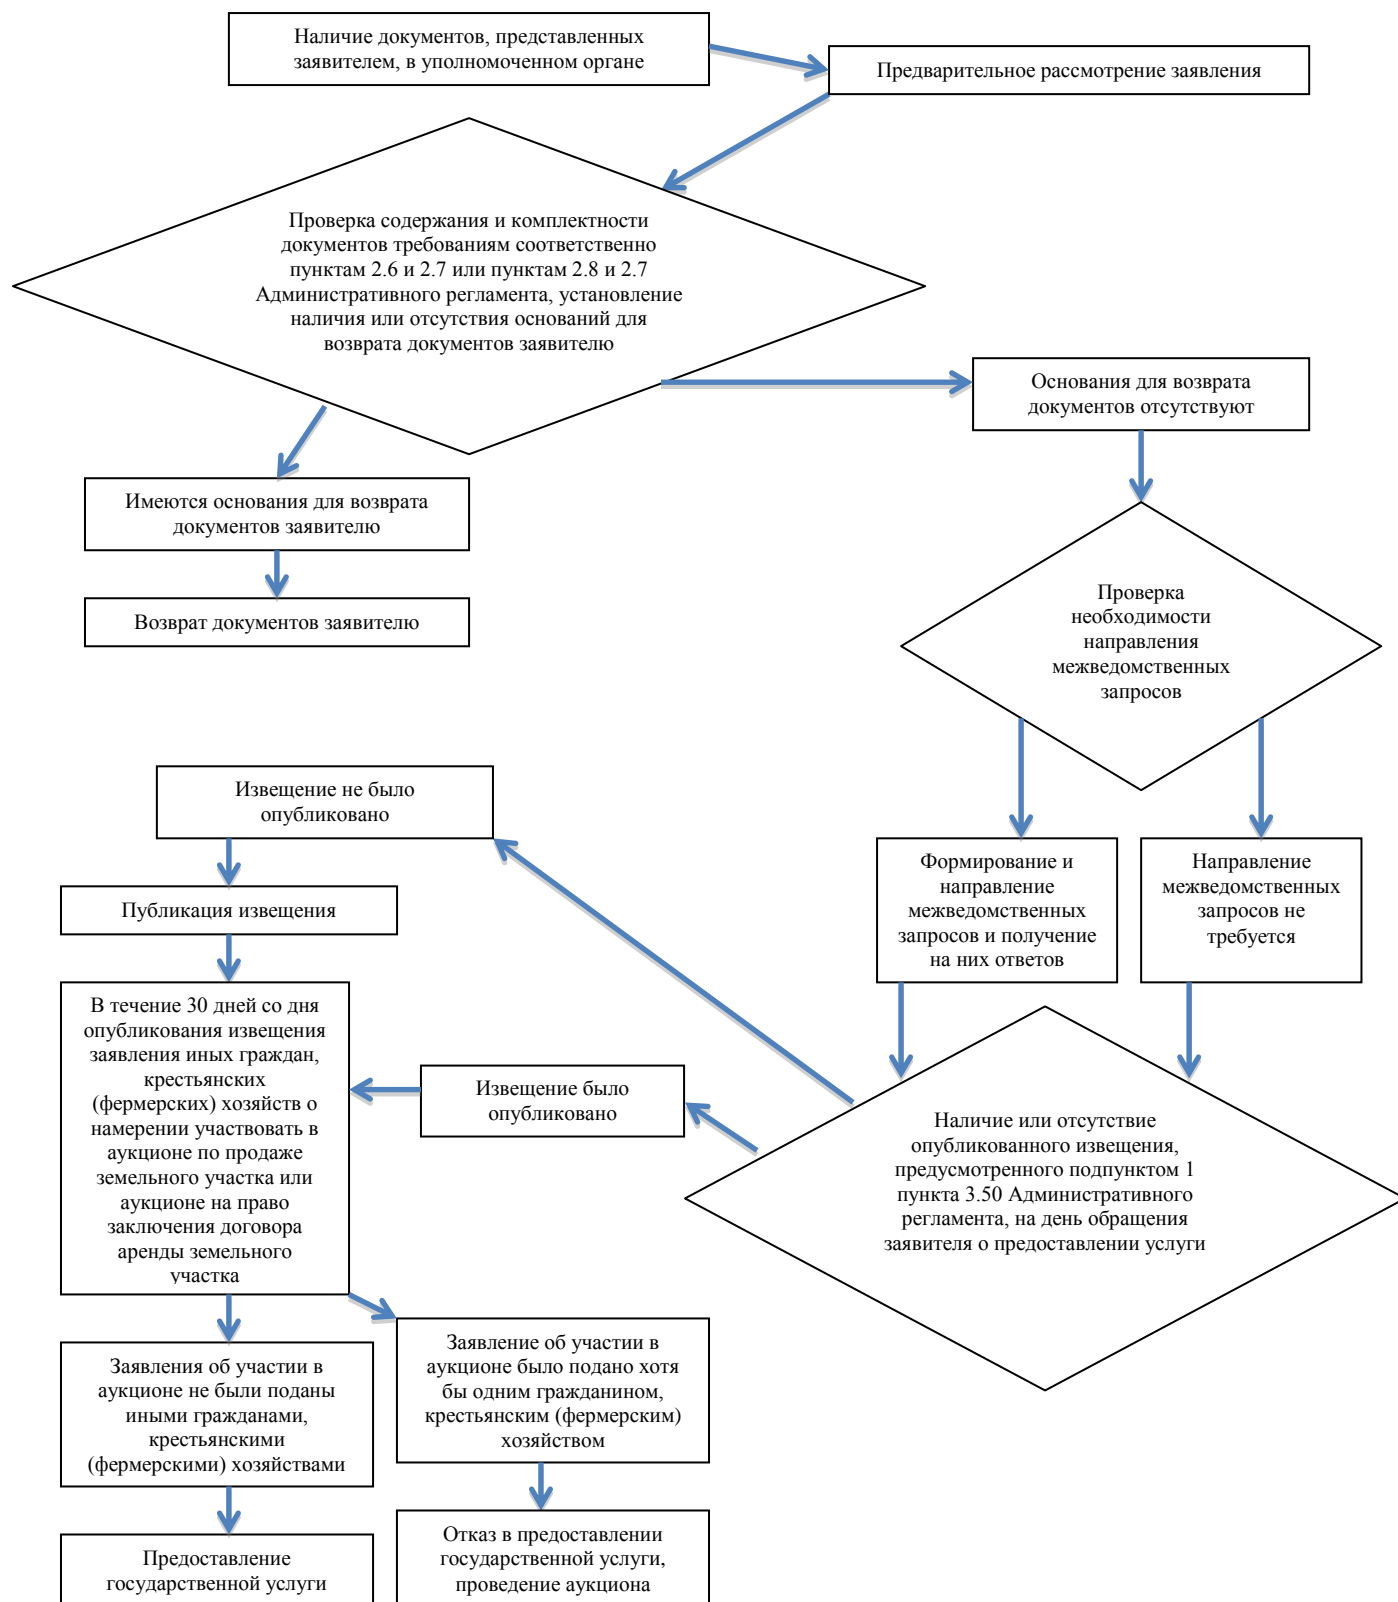 Наличие документов, представленных
заявителем, в уполномоченном органе
Предварительное рассмотрение заявления
Проверка содержания и комплектности
документов требованиям соответственно
пунктам 2.6 и 2.7 или пунктам 2.8 и 2.7
Административного регламента, установление
наличия или отсутствия оснований для
возврата документов заявителю
Основания для возврата
документов отсутствуют
Имеются основания для возврата
документов заявителю
Возврат документов заявителю
Проверка
необходимости
направления
межведомственных
запросов
Извещение не было
опубликовано
Формирование и
направление
межведомственных
запросов и получение
на них ответов
Направление
межведомственных
запросов не
требуется
Публикация извещения
В течение 30 дней со дня
опубликования извещения
заявления иных граждан,
крестьянских
(фермерских) хозяйств о
намерении участвовать в
аукционе по продаже
земельного участка или
аукционе на право
заключения договора
аренды земельного
участка
Извещение было
опубликовано
Наличие или отсутствие
опубликованного извещения,
предусмотренного подпунктом 1
пункта 3.50 Административного
регламента, на день обращения
заявителя о предоставлении услуги
Заявления об участии в
аукционе не были поданы
иными гражданами,
крестьянскими
(фермерскими) хозяйствами
Заявление об участии в
аукционе было подано хотя
бы одним гражданином,
крестьянским (фермерским)
хозяйством
Предоставление
государственной услуги
Отказ в предоставлении
государственной услуги,
проведение аукциона